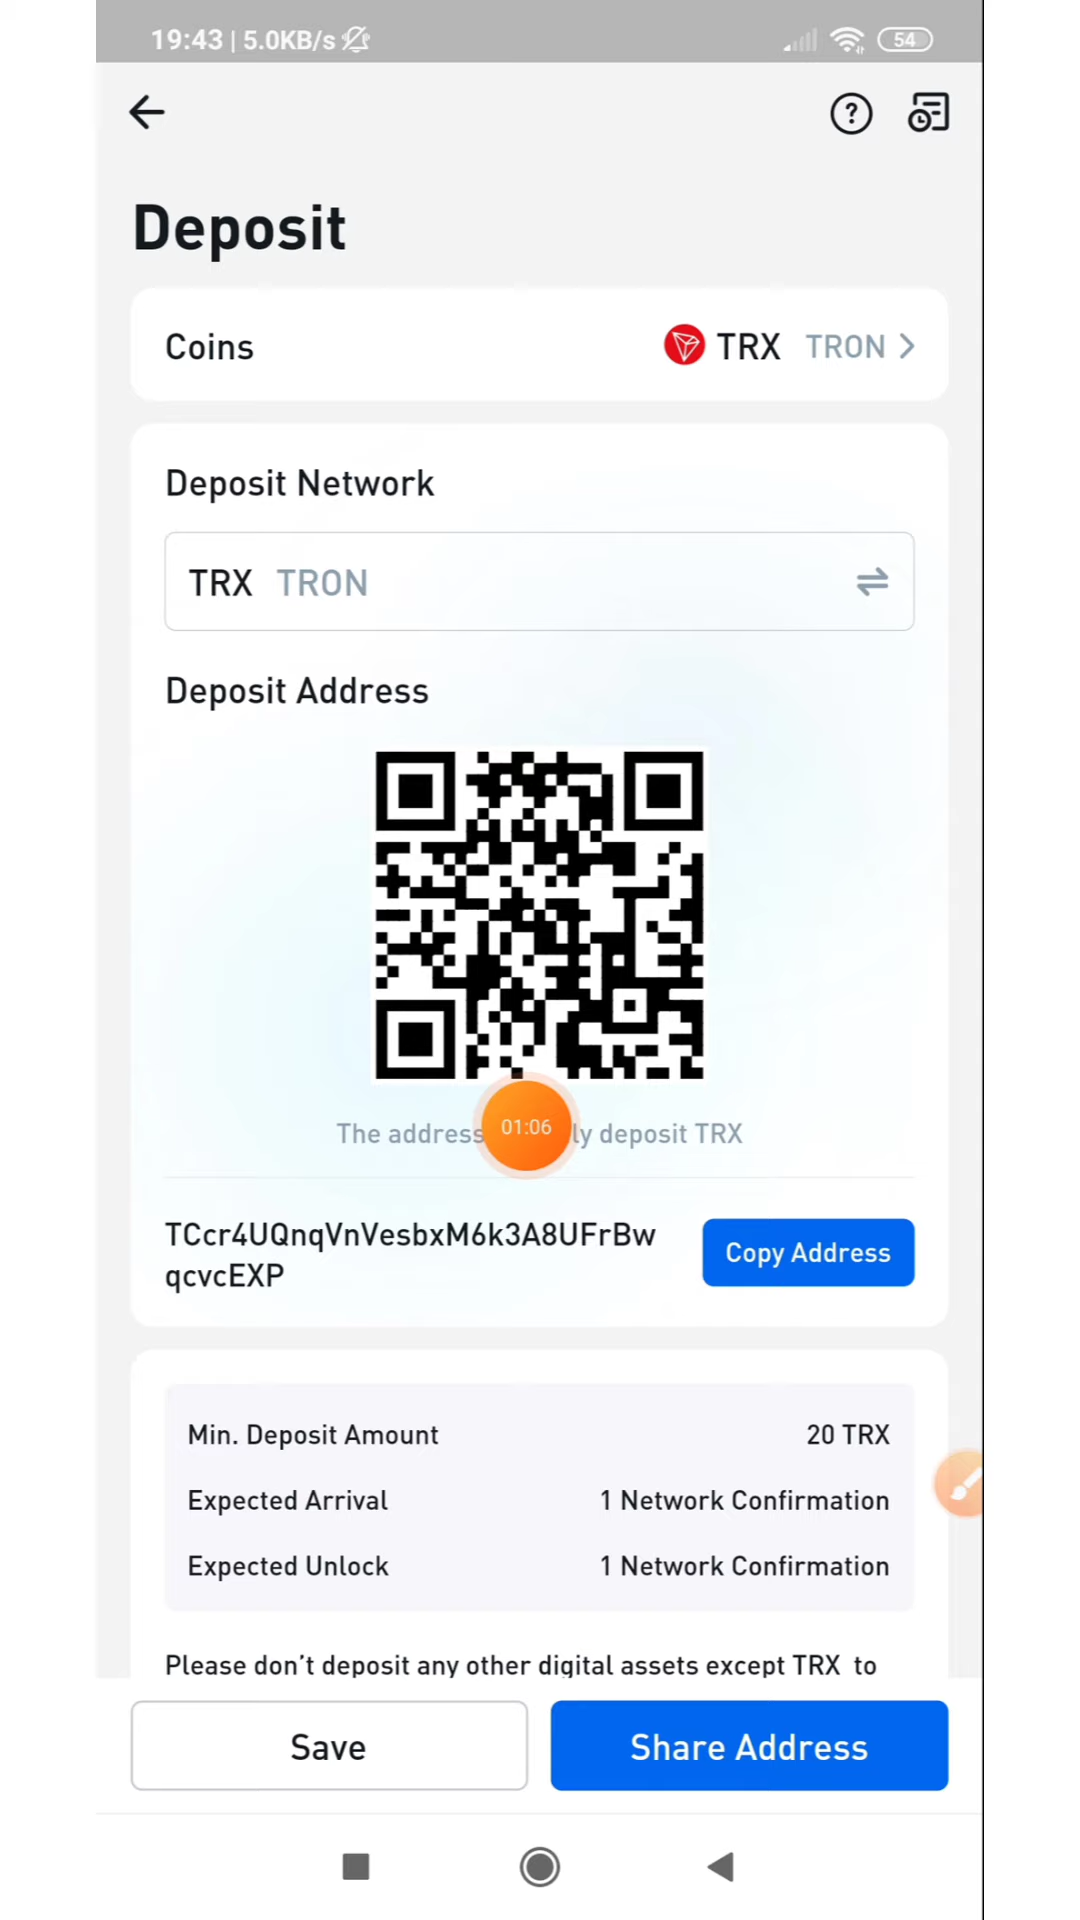 19:43 | 5.0KB/s
54
?
Deposit
Coins TRX TRON
Deposit Network
TRX TRON
Deposit Address
The address ly deposit TRX
01:06
TCcr4UQnqVnVesbxM6k3A8UFrBw
qcvcEXP
Copy Address
Min. Deposit Amount 20 TRX
Expected Arrival 1 Network Confirmation
Expected Unlock 1 Network Confirmation
Please don’t deposit any other digital assets except TRX to
Save Share Address